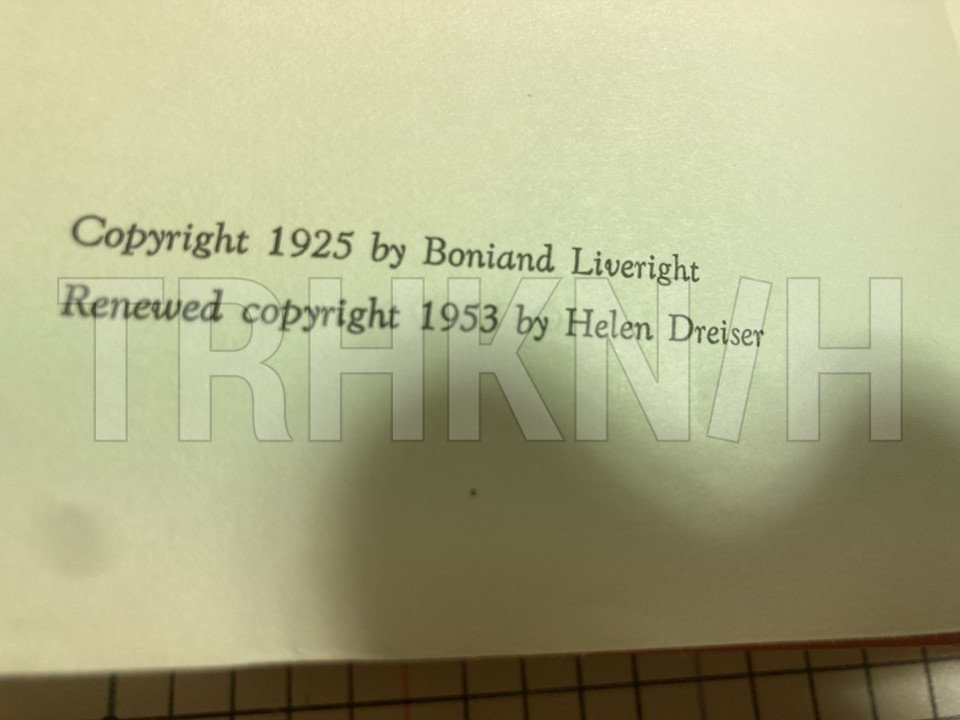 Copyright 1925 by Boniand Liveright
Renewed copyright 1953 by Helen Dreiser
TRHKN/H